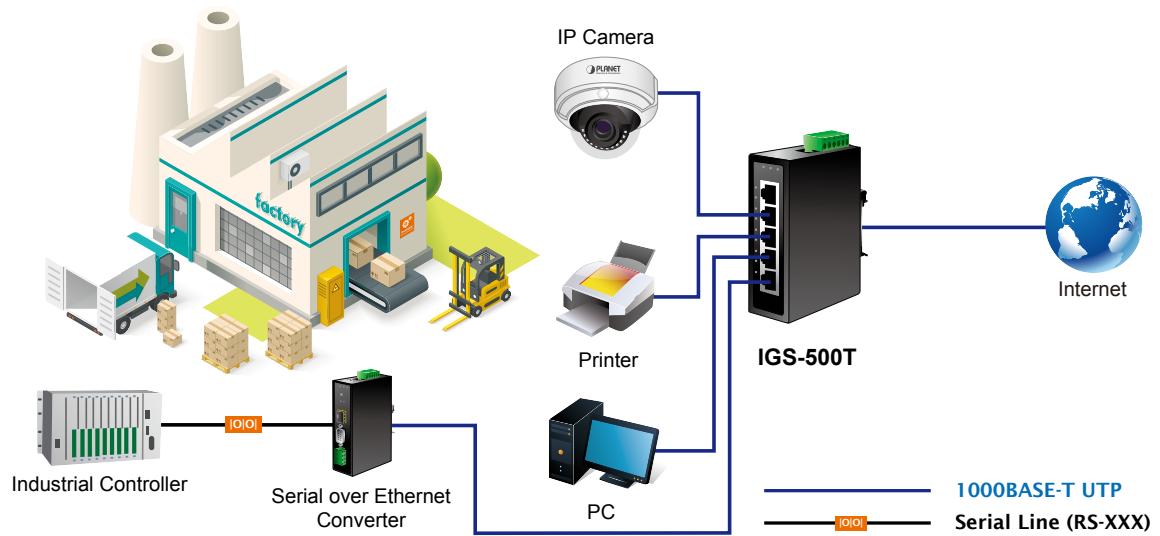 IP Camera
PLANET
factory
Internet
Printer
IGS-500T
|O|O|
Industrial Controller
Serial over Ethernet
Converter
PC
1000BASE-T UTP
|O|O|
Serial Line (RS-XXX)